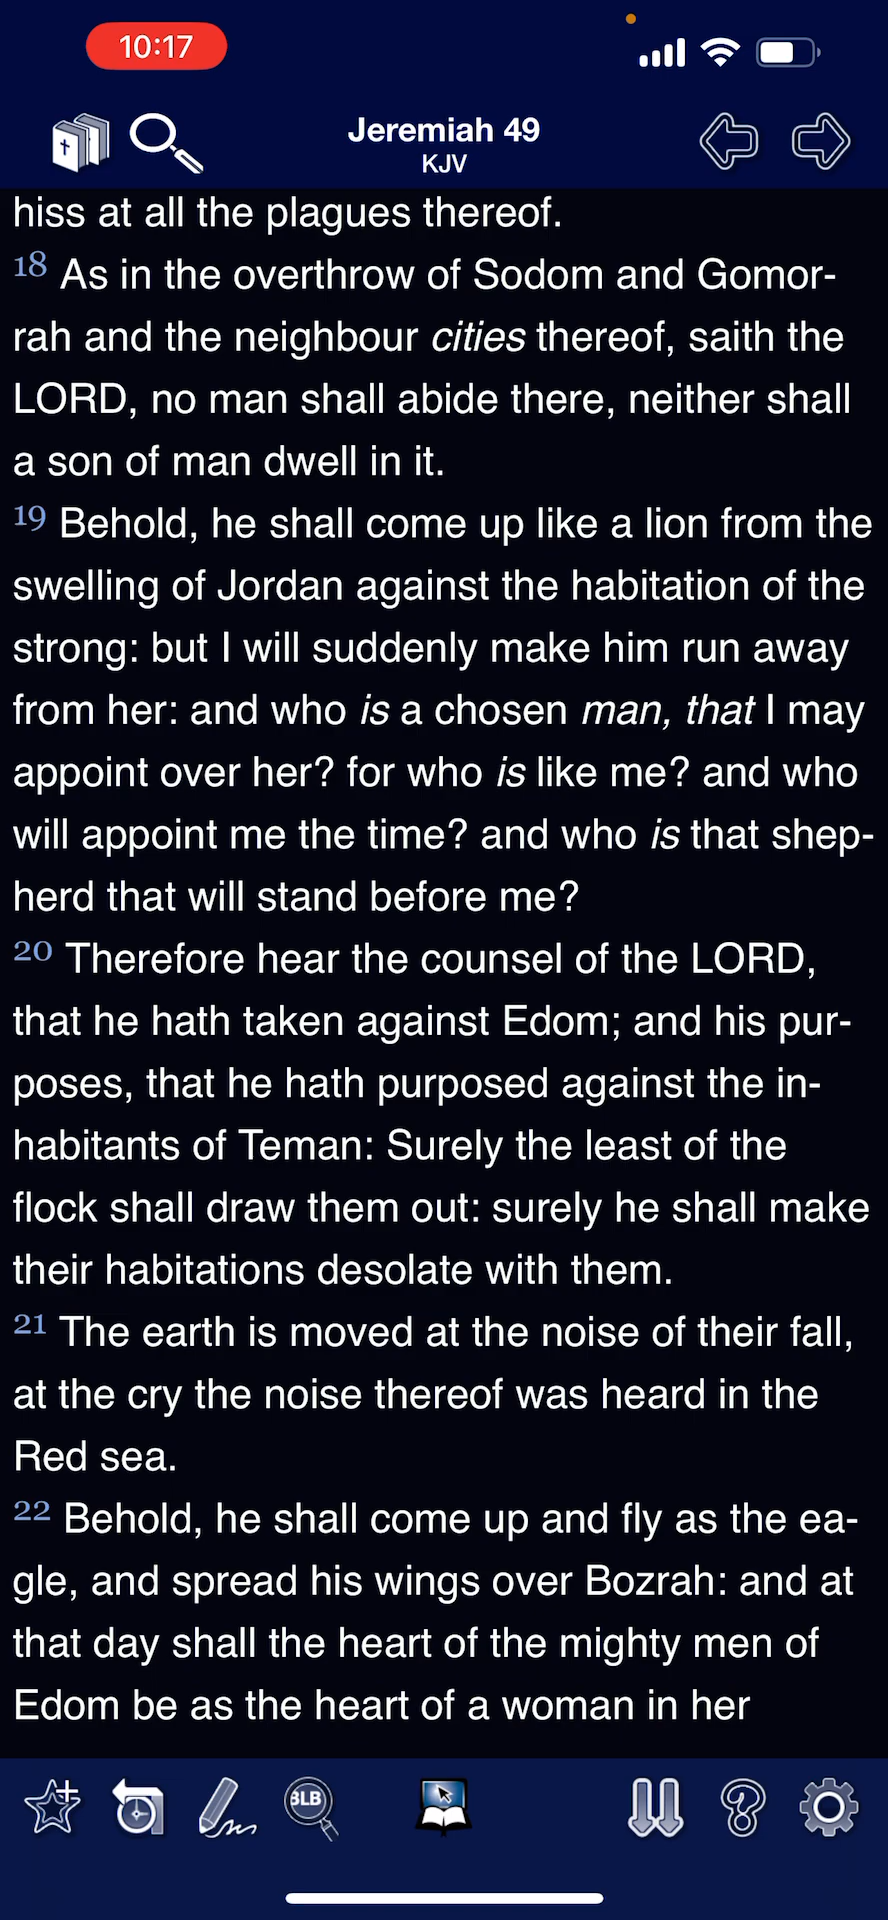 10:17
Jeremiah 49
KJV
hiss at all the plagues thereof.
18 As in the overthrow of Sodom and Gomor-
rah and the neighbour cities thereof, saith the
LORD, no man shall abide there, neither shall
a son of man dwell in it.
19 Behold, he shall come up like a lion from the
swelling of Jordan against the habitation of the
strong: but I will suddenly make him run away
from her: and who is a chosen man, that I may
appoint over her? for who is like me? and who
will appoint me the time? and who is that shep-
herd that will stand before me?
20 Therefore hear the counsel of the LORD,
that he hath taken against Edom; and his pur-
poses, that he hath purposed against the in-
habitants of Teman: Surely the least of the
flock shall draw them out: surely he shall make
their habitations desolate with them.
21 The earth is moved at the noise of their fall,
at the cry the noise thereof was heard in the
Red sea.
22 Behold, he shall come up and fly as the ea-
gle, and spread his wings over Bozrah: and at
that day shall the heart of the mighty men of
Edom be as the heart of a woman in her
BLB